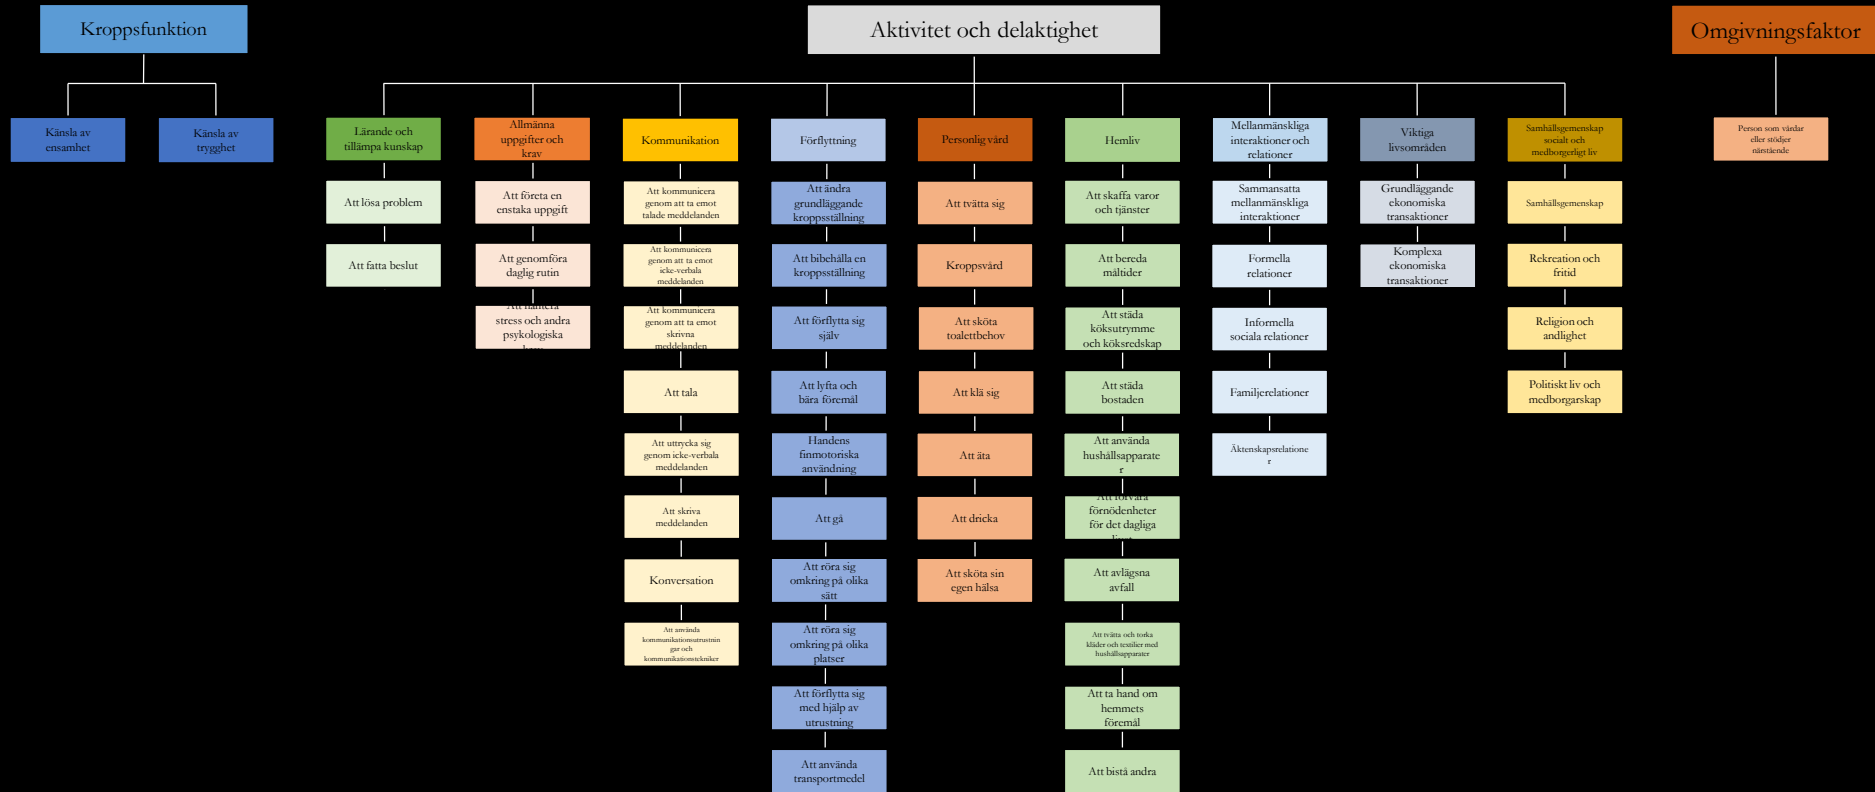 Kroppsfunktion
Aktivitet och delaktighet
Omgivningsfaktor
Känsla av
ensamhet
Känsla av
trygghet
Lärande och
tillämpa kunskap
Att lösa problem
Att fatta beslut
Allmänna
uppgifter och
krav
Att företa en
enstaka uppgift
Att genomföra
daglig rutin
Att hantera
stress och andra
psykologiska
krav
Kommunikation
Att kommunicera
genom att ta emot
talade meddelanden
Att kommunicera
genom att ta emot
icke-verbala
meddelanden
Att kommunicera
genom att ta emot
skrivna
meddelanden
Att tala
Att uttrycka sig
genom icke-verbala
meddelanden
Att skriva
meddelanden
Konversation
Att använda
kommunikationsutrustnin
gar och
kommunikationstekniker
Förflyttning
Att ändra
grundläggande
kroppsställning
Att bibehålla en
kroppsställning
Att förflytta sig
själv
Att lyfta och
bära föremål
Handens
finmotoriska
användning
Att gå
Att röra sig
omkring på olika
sätt
Att röra sig
omkring på olika
platser
Att förflytta sig
med hjälp av
utrustning
Att använda
transportmedel
Personlig vård
Att tvätta sig
Kroppsvård
Att sköta
toalettbehov
Att klä sig
Att äta
Att dricka
Att sköta sin
egen hälsa
Hemliv
Att skaffa varor
och tjänster
Att bereda
måltider
Att städa
köksutrymme
och köksredskap
Att städa
bostaden
Att använda
hushållsapparate
r
Att förvara
förnödenheter
för det dagliga
livet
Att avlägsna
avfall
Att tvätta och torka
kläder och textilier med
hushållsapparater
Att ta hand om
hemmets
föremål
Att bistå andra
Mellanmänskliga
interaktioner och
relationer
Sammansatta
mellanmänskliga
interaktioner
Formella
relationer
Informella
sociala relationer
Familjerelationer
Äktenskapsrelatione
r
Viktiga
livsområden
Grundläggande
ekonomiska
transaktioner
Komplexa
ekonomiska
transaktioner
Samhällsgemenskap
socialt och
medborgerligt liv
Samhällsgemenskap
Rekreation och
fritid
Religion och
andlighet
Politiskt liv och
medborgarskap
Person som vårdar
eller stödjer
närstående